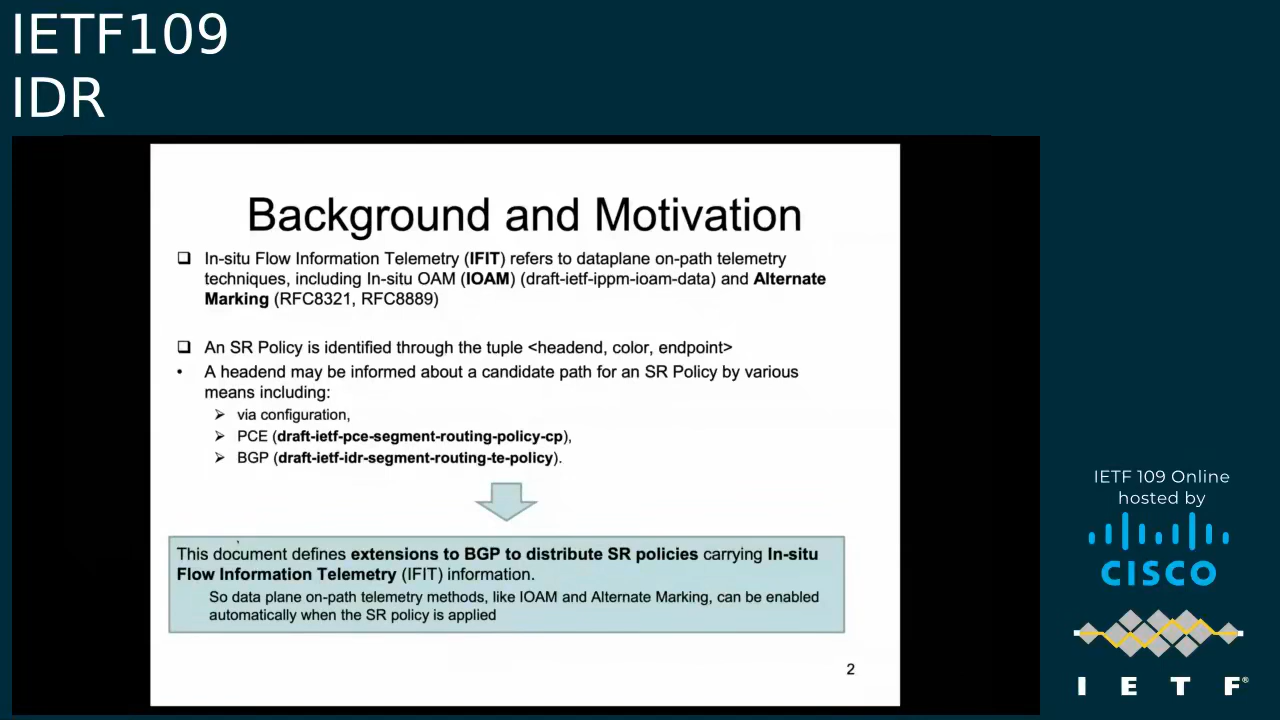 IETF109
IDR
Background and Motivation
In-situ Flow Information Telemetry (IFIT) refers to dataplane on-path telemetry
techniques, including In-situ OAM (IOAM) (draft-ietf-ippm-ioam-data) and Alternate
Marking (RFC8321, RFC8889)
An SR Policy is identified through the tuple <headend, color, endpoint>
• A headend may be informed about a candidate path for an SR Policy by various
means including:
via configuration,
PCE (draft-ietf-pce-segment-routing-policy-cp),
BGP (draft-ietf-idr-segment-routing-te-policy).
This document defines extensions to BGP to distribute SR policies carrying In-situ
Flow Information Telemetry (IFIT) information.
So data plane on-path telemetry methods, like IOAM and Alternate Marking, can be enabled
automatically when the SR policy is applied
2
IETF 109 Online
hosted by
CISCO
I E T F®